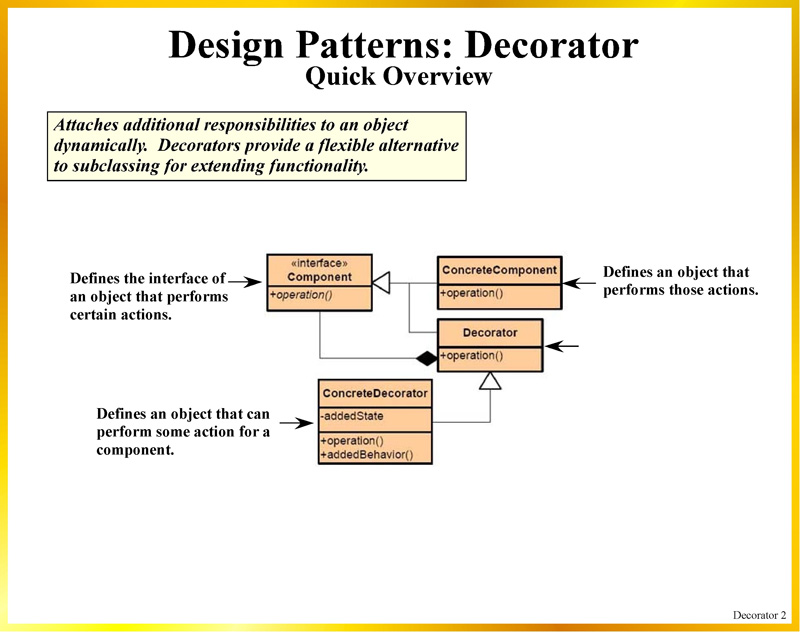 Design Patterns: Decorator
Quick Overview
Attaches additional responsibilities to an object
dynamically. Decorators provide a flexible alternative
to subclassing for extending functionality.
Defines the interface of
an object that performs
certain actions.
«interface»
Component
+operation()
ConcreteComponent
+operation()
Defines an object that
performs those actions.
Decorator
+operation()
Defines an object that can
perform some action for a
component.
ConcreteDecorator
-addedState
+operation()
+addedBehavior()
Decorator 2